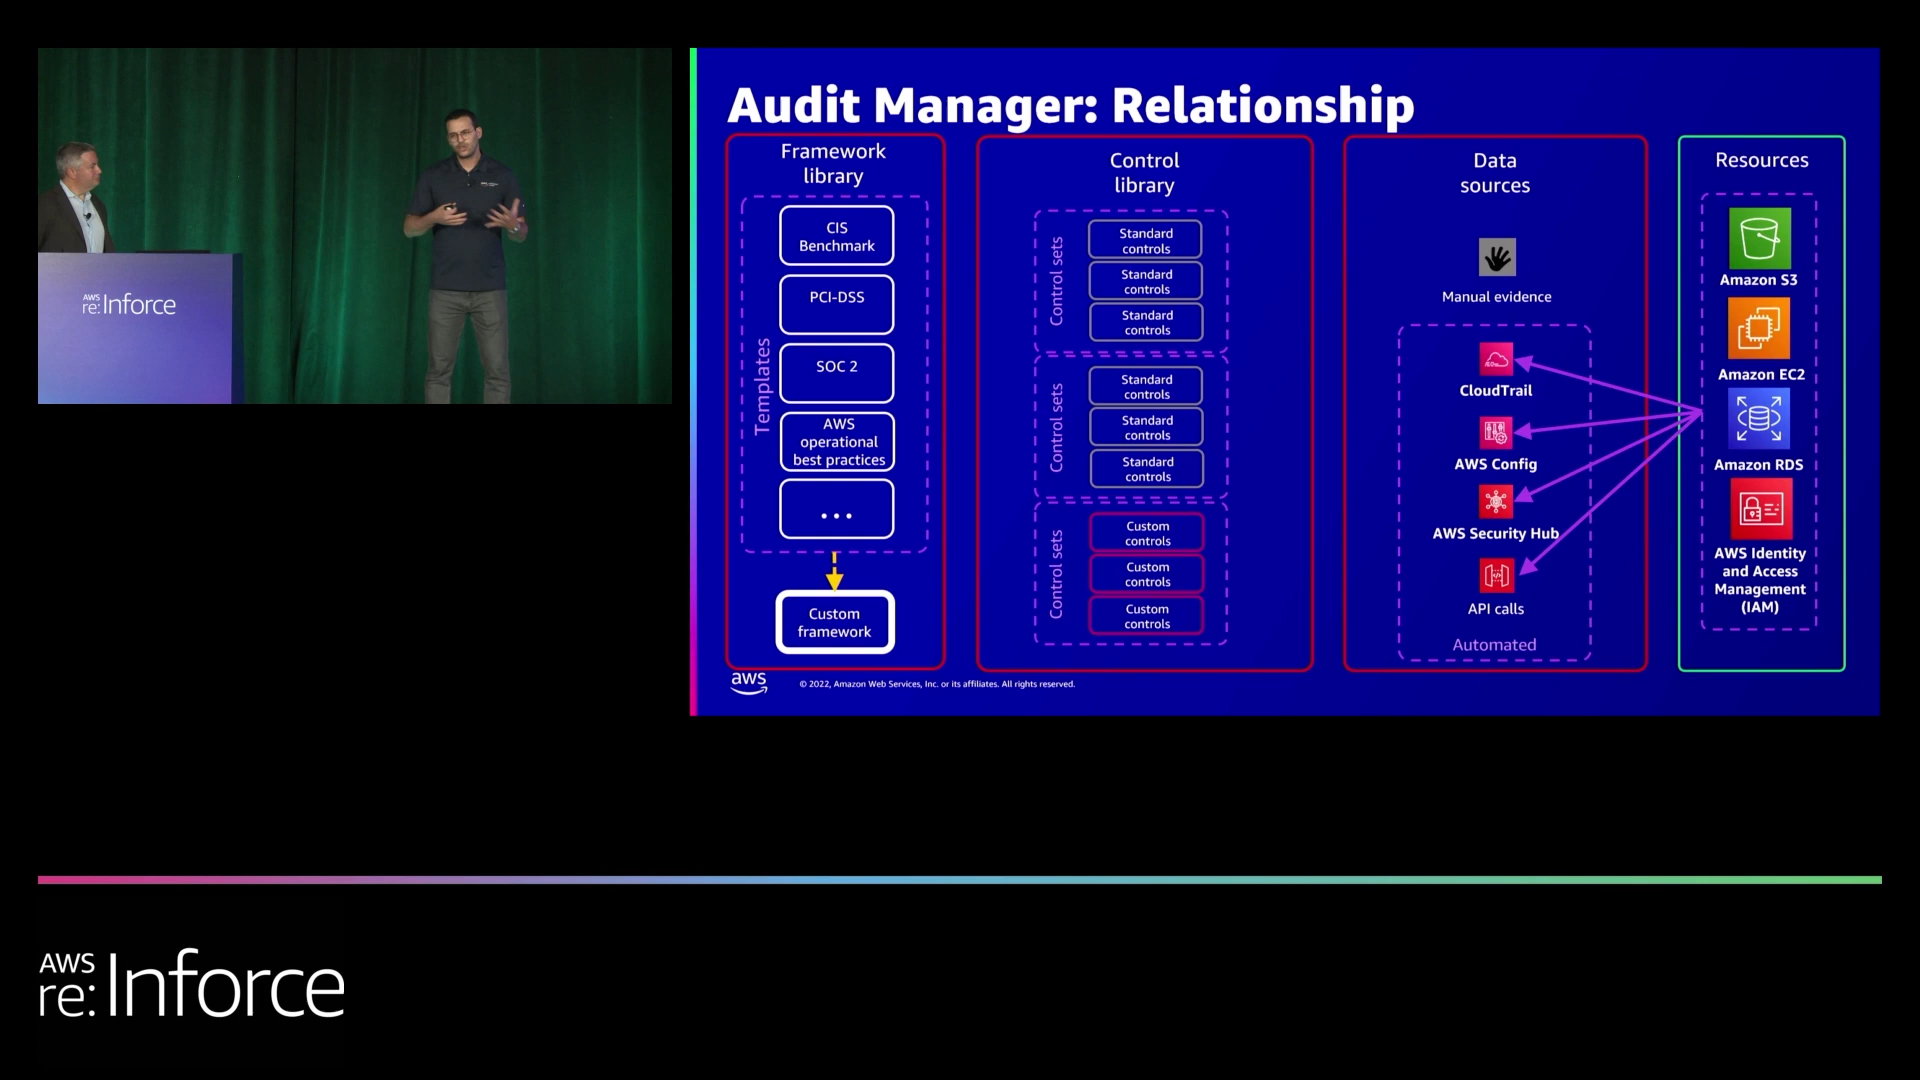 AWS
re:Inforce
Audit Manager: Relationship
Framework
library
Templates
CIS
Benchmark
PCI-DSS
SOC 2
AWS
operational
best practices
...
Custom
framework
Control
library
Control sets
Standard
controls
Standard
controls
Standard
controls
Control sets
Standard
controls
Standard
controls
Standard
controls
Control sets
Custom
controls
Custom
controls
Custom
controls
Data
sources
Manual evidence
CloudTrail
AWS Config
AWS Security Hub
API calls
Automated
Resources
Amazon S3
Amazon EC2
Amazon RDS
AWS Identity
and Access
Management
(IAM)
aws
© 2022, Amazon Web Services, Inc. or its affiliates. All rights reserved.
AWS
re:Inforce